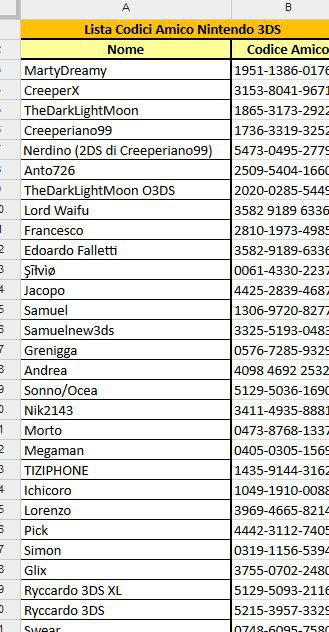 A B
Lista Codici Amico Nintendo 3DS
Nome Codice Amico
MartyDreamy 1951-1386-0176
CreeperX 3153-8041-9671
TheDarkLightMoon 1865-3173-2922
Creeperiano99 1736-3319-3252
Nerdino (2DS di Creeperiano99) 5473-0495-2779
Anto726 2509-5404-1660
TheDarkLightMoon O3DS 2020-0285-5449
Lord Waifu 3582 9189 6336
Francesco 2810-1973-4985
Edoardo Falletti 3582-9189-6336
Şîłvìø 0061-4330-2237
Jacopo 4425-2839-4687
Samuel 1306-9720-8277
Samuelnew3ds 3325-5193-0483
Grenigga 0576-7285-9329
Andrea 4098 4692 2532
Sonno/Ocea 5129-5036-1690
Nik2143 3411-4935-8881
Morto 0473-8768-1337
Megaman 0405-0305-1569
TIZIPHONE 1435-9144-3162
Ichicoro 1049-1910-0088
Lorenzo 3969-4665-8214
Pick 4442-3112-7405
Simon 0319-1156-5394
Glix 3755-0702-2480
Ryccardo 3DS XL 5129-5093-2116
Ryccardo 3DS 5215-3957-3329
Swear 0748-6095-7580